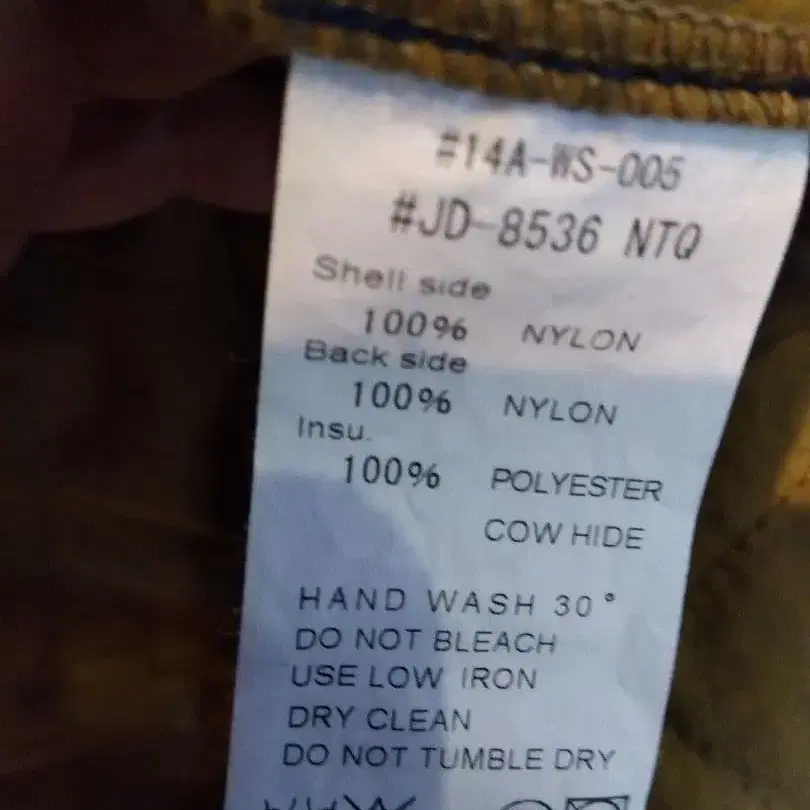 #14A-WS-005
#JD-8536 NTQ
Shell side
100% NYLON
Back side
100% NYLON
Insu.
100% POLYESTER
COW HIDE
HAND WASH 30°
DO NOT BLEACH
USE LOW IRON
DRY CLEAN
DO NOT TUMBLE DRY